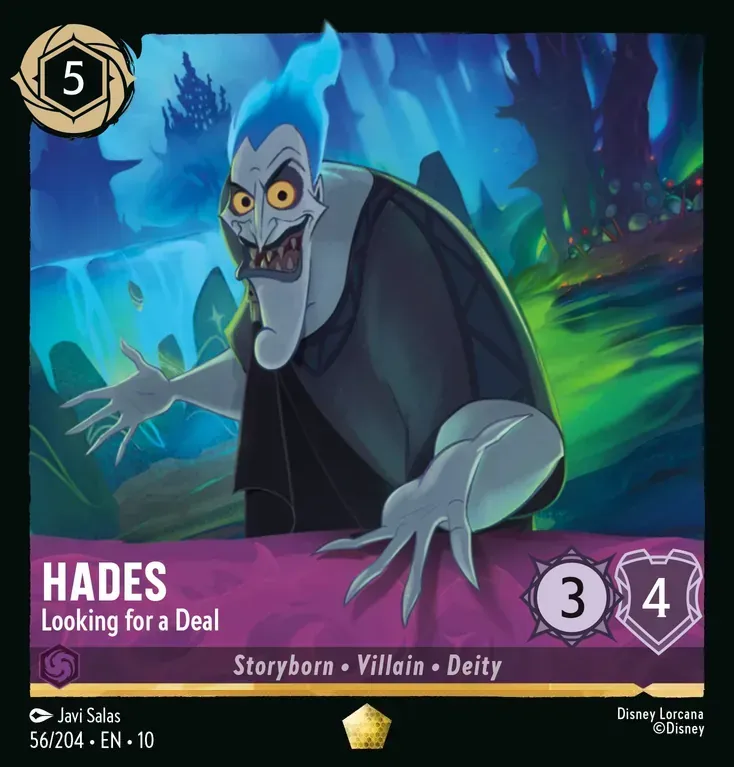 5
HADES
Looking for a Deal
3
4
Storyborn • Villain • Deity
Javi Salas
Disney Lorcana
56/204 • EN • 10
©Disney